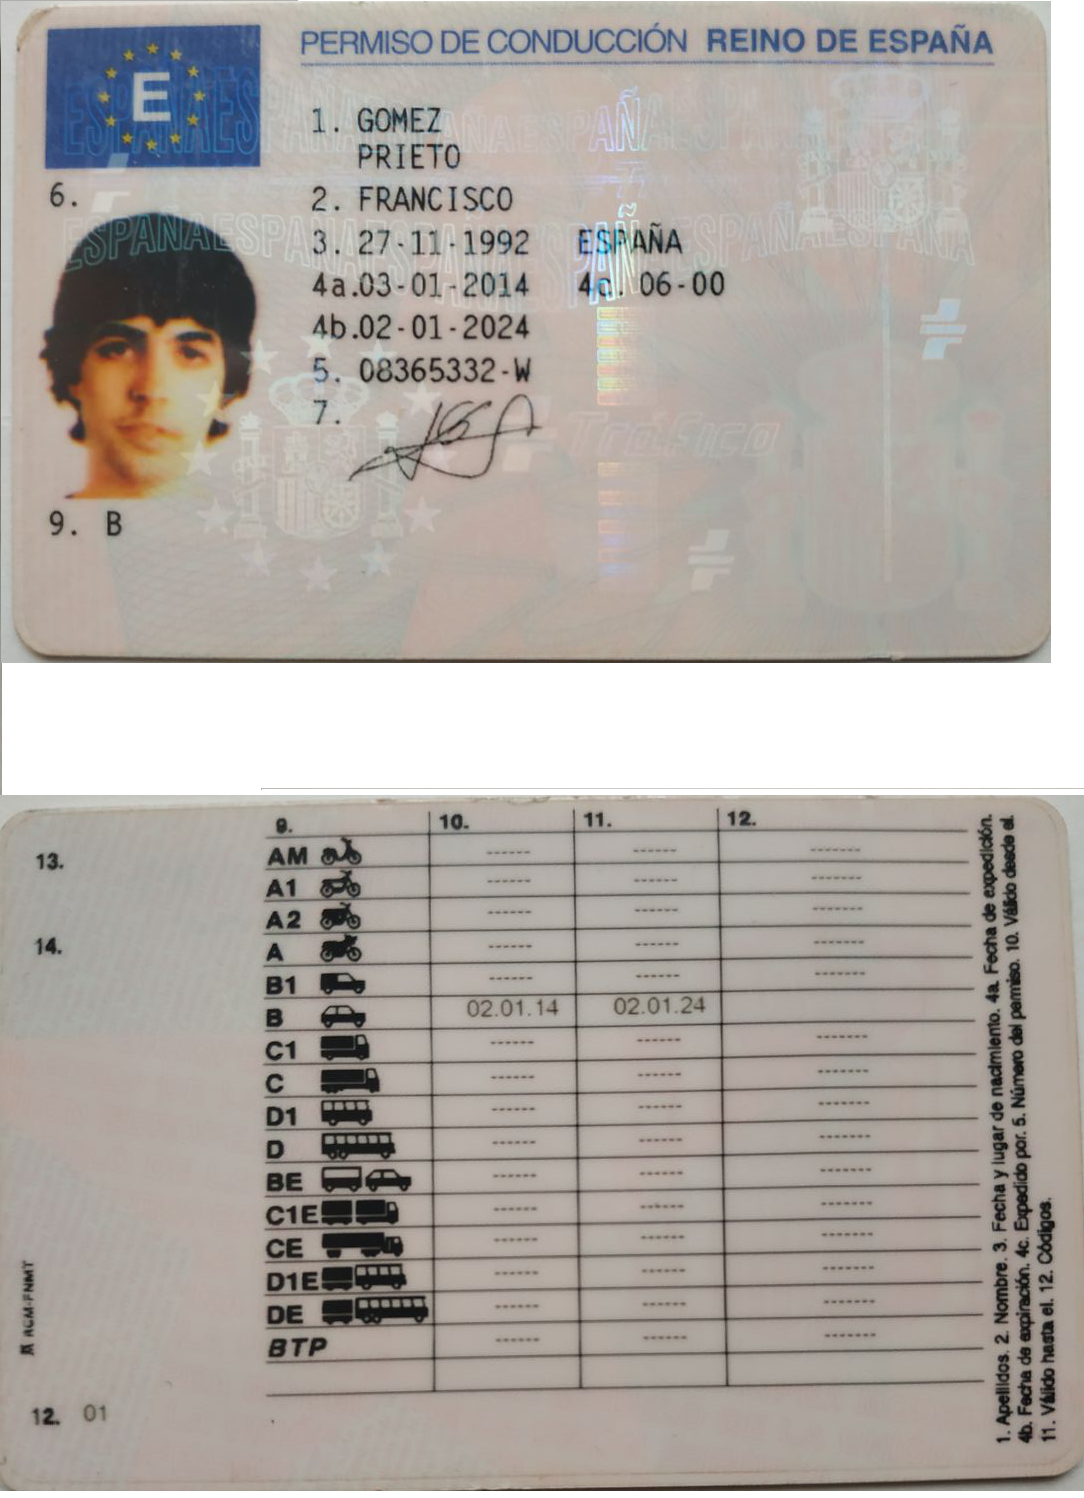 PERMISO DE CONDUCCIÓN REINO DE ESPAÑA
E
1. GOMEZ
PRIETO
6.
2. FRANCISCO
3. 27-11-1992 ESPAÑA
4a.03-01-2014 4c. 06-00
4b.02-01-2024
5. 08365332-W
7.
Tráfico
9. B
9. 10. 11. 12.
13.
AM ------ ------ -------
A1 ------ ------ -------
A2 ------ ------ -------
14.
A ------ ------ -------
B1 ------ ------ -------
B 02.01.14 02.01.24
C1 ------ ------ -------
C ------ ------ -------
D1 ------ ------ -------
D ------ ------ -------
BE ------ ------ -------
C1E ------ ------ -------
CE ------ ------ -------
D1E ------ ------ -------
DE ------ ------ -------
BTP ------ ------ -------
RCM-FNMT
12. 01
1. Apellidos. 2. Nombre. 3. Fecha y lugar de nacimiento. 4a. Fecha de expedición.
4b. Fecha de expiración. 4c. Expedido por. 5. Número del permiso. 10. Válido desde el.
11. Válido hasta el. 12. Códigos.